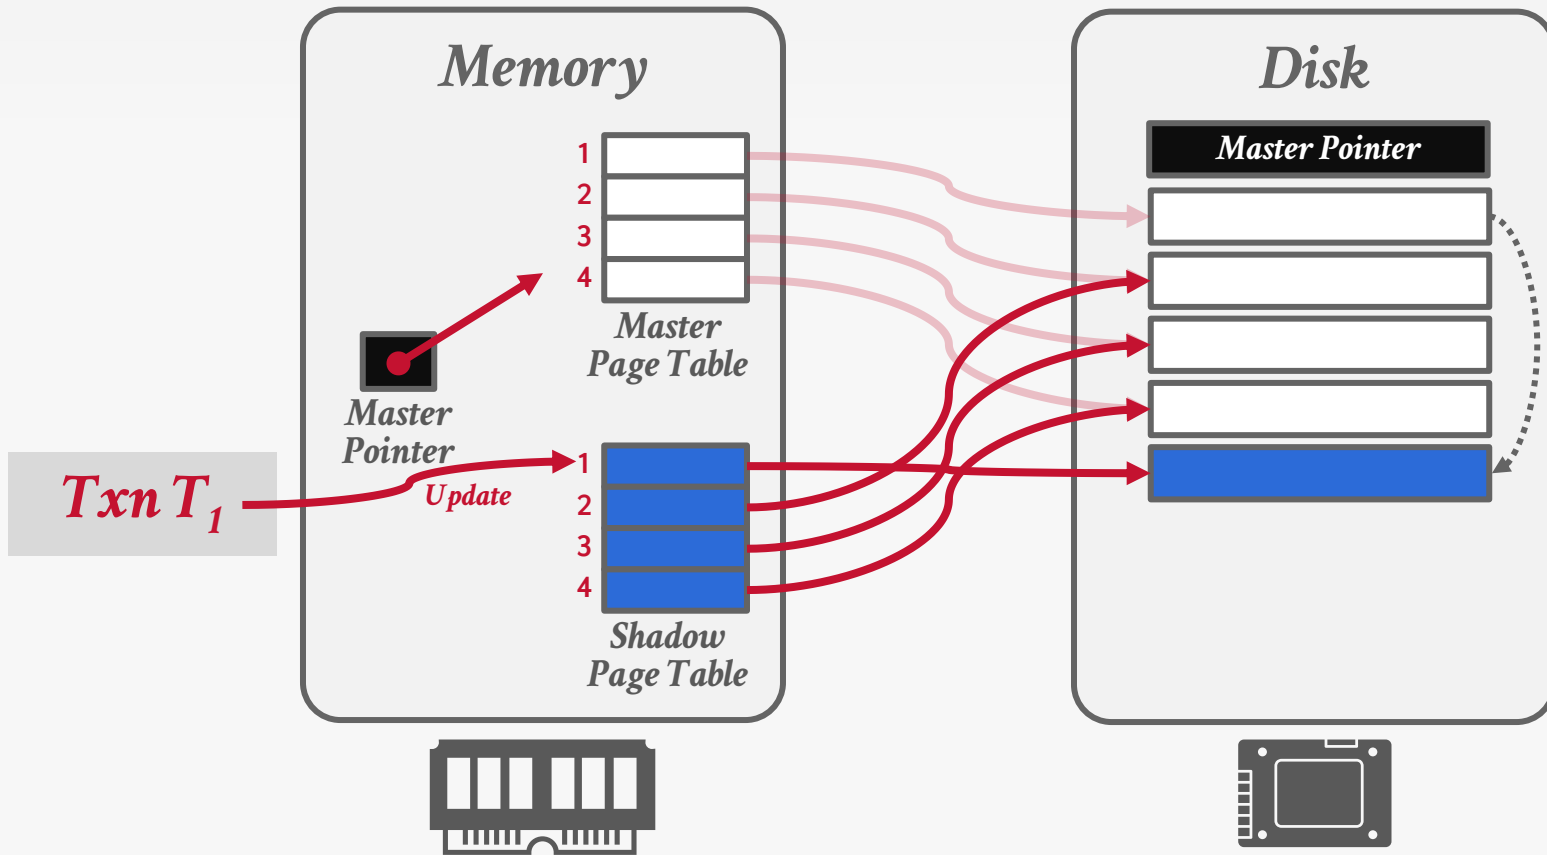 Memory
1
2
3
4
Master
Page Table
Master
Pointer
Txn T₁
Update
1
2
3
4
Shadow
Page Table
Disk
Master Pointer